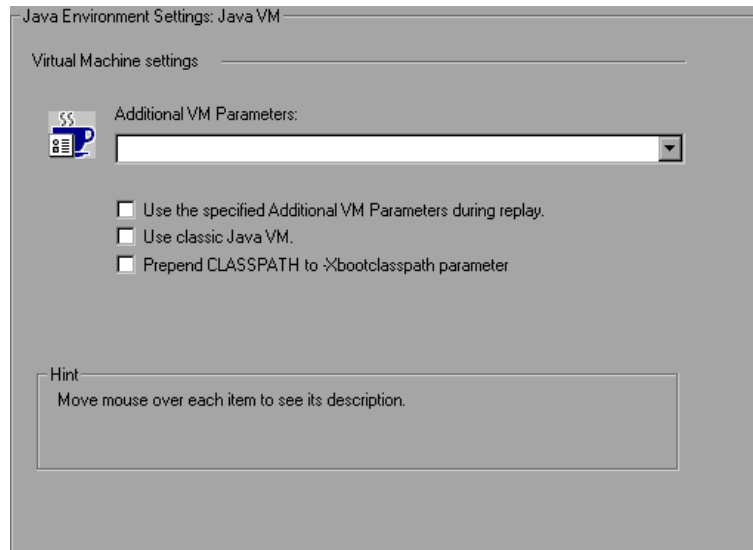 Java Environment Settings: Java VM
Virtual Machine settings
Additional VM Parameters:
Use the specified Additional VM Parameters during replay.
Use classic Java VM.
Prepend CLASSPATH to -Xbootclasspath parameter
Hint
Move mouse over each item to see its description.